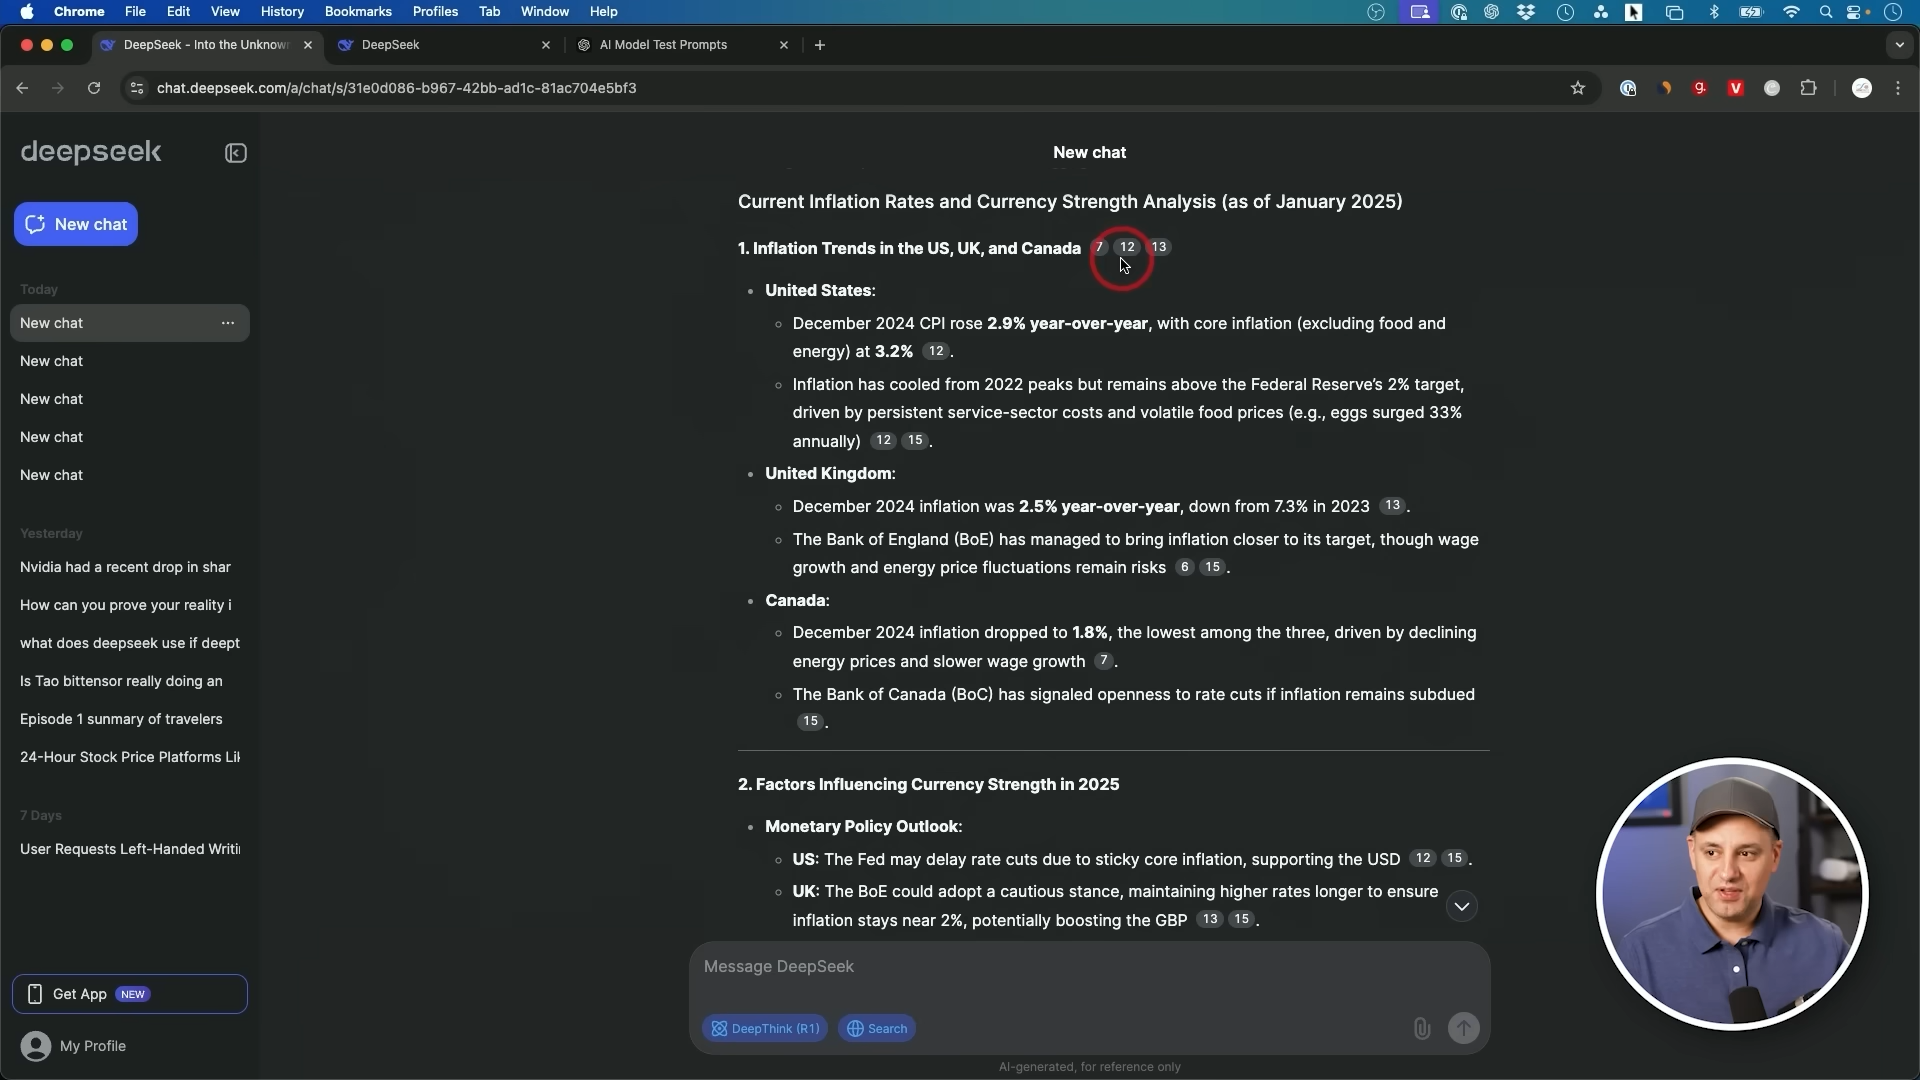 Chrome File Edit View History Bookmarks Profiles Tab Window Help
DeepSeek - Into the Unknown
DeepSeek
AI Model Test Prompts
chat.deepseek.com/a/chat/s/31e0d086-b967-42bb-ad1c-81ac704e5bf3
deepseek
New chat
Today
New chat
New chat
New chat
New chat
New chat
Yesterday
Nvidia had a recent drop in shar
How can you prove your reality i
what does deepseek use if deept
Is Tao bittensor really doing an
Episode 1 sunmary of travelers
24-Hour Stock Price Platforms Lik
7 Days
User Requests Left-Handed Writi
Get App NEW
My Profile
New chat
Current Inflation Rates and Currency Strength Analysis (as of January 2025)
1. Inflation Trends in the US, UK, and Canada 7 12 13
United States:
December 2024 CPI rose 2.9% year-over-year, with core inflation (excluding food and
energy) at 3.2% 12.
Inflation has cooled from 2022 peaks but remains above the Federal Reserve's 2% target,
driven by persistent service-sector costs and volatile food prices (e.g., eggs surged 33%
annually) 12 15.
United Kingdom:
December 2024 inflation was 2.5% year-over-year, down from 7.3% in 2023 13.
The Bank of England (BoE) has managed to bring inflation closer to its target, though wage
growth and energy price fluctuations remain risks 6 15.
Canada:
December 2024 inflation dropped to 1.8%, the lowest among the three, driven by declining
energy prices and slower wage growth 7.
The Bank of Canada (BoC) has signaled openness to rate cuts if inflation remains subdued
15.
2. Factors Influencing Currency Strength in 2025
Monetary Policy Outlook:
US: The Fed may delay rate cuts due to sticky core inflation, supporting the USD 12 15.
UK: The BoE could adopt a cautious stance, maintaining higher rates longer to ensure
inflation stays near 2%, potentially boosting the GBP 13 15.
Message DeepSeek
DeepThink (R1) Search
AI-generated, for reference only